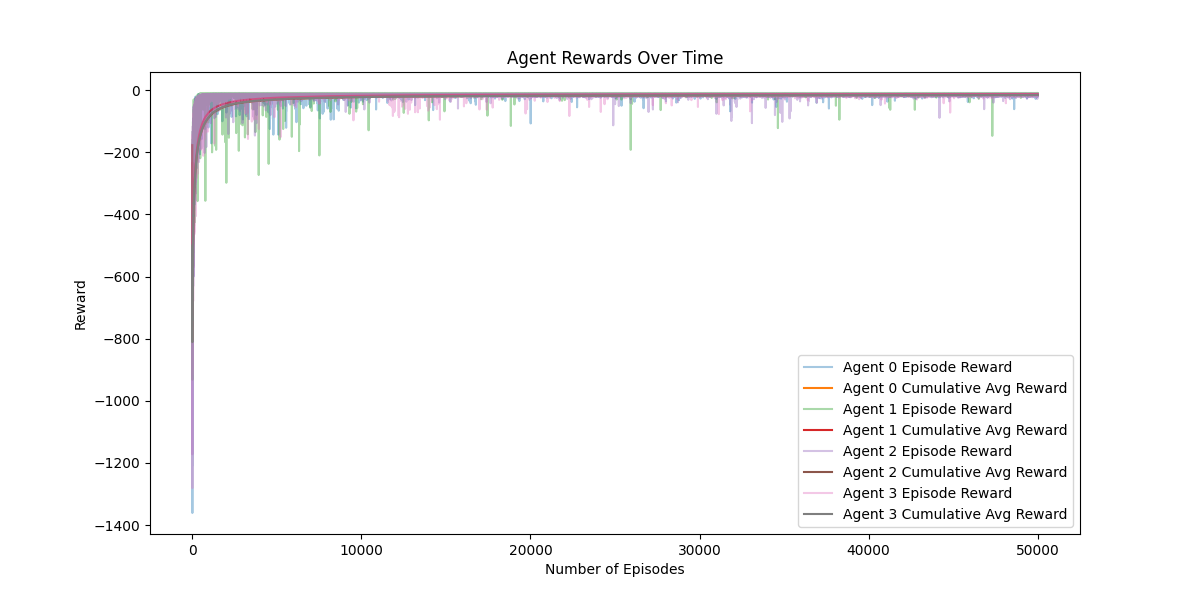 Agent Rewards Over Time
0
−200
−400
−600
−800
−1000
−1200
−1400
Reward
0
10000
20000
30000
40000
50000
Number of Episodes
Agent 0 Episode Reward
Agent 0 Cumulative Avg Reward
Agent 1 Episode Reward
Agent 1 Cumulative Avg Reward
Agent 2 Episode Reward
Agent 2 Cumulative Avg Reward
Agent 3 Episode Reward
Agent 3 Cumulative Avg Reward